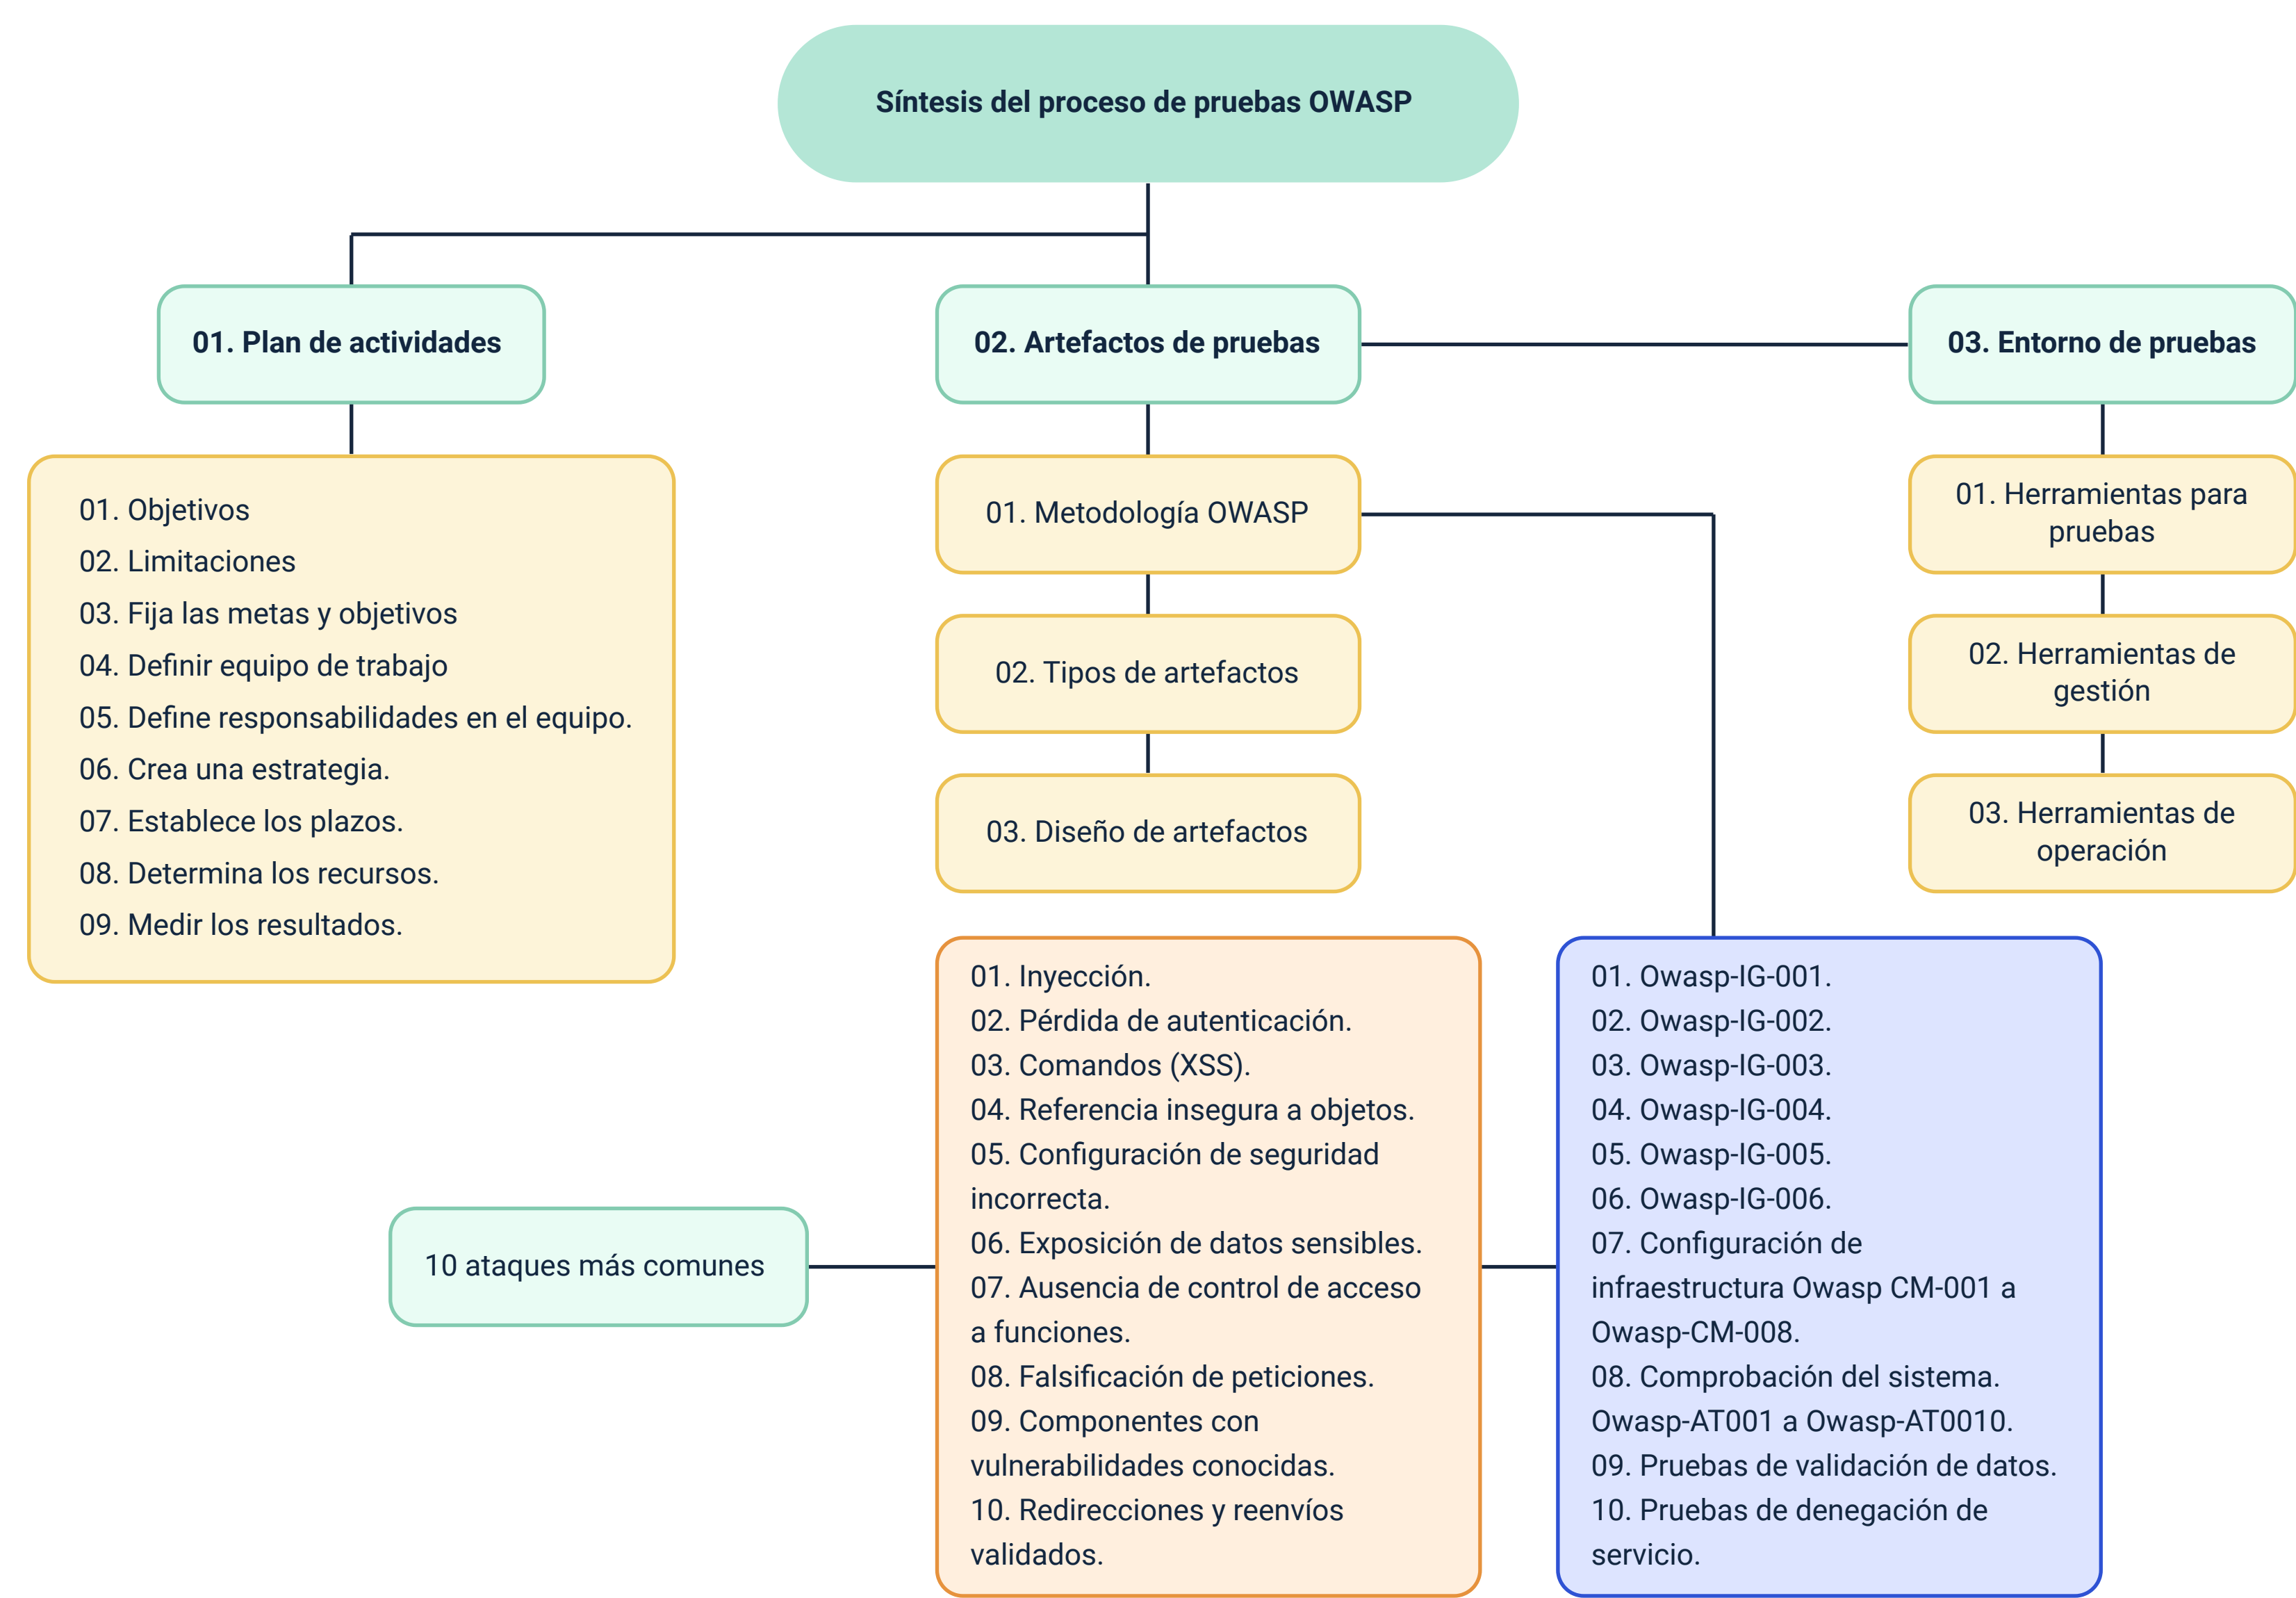 Síntesis del proceso de pruebas OWASP
01. Plan de actividades
02. Artefactos de pruebas
03. Entorno de pruebas
01. Objetivos
02. Limitaciones
03. Fija las metas y objetivos
04. Definir equipo de trabajo
05. Define responsabilidades en el equipo.
06. Crea una estrategia.
07. Establece los plazos.
08. Determina los recursos.
09. Medir los resultados.
01. Metodología OWASP
02. Tipos de artefactos
03. Diseño de artefactos
01. Herramientas para
pruebas
02. Herramientas de
gestión
03. Herramientas de
operación
10 ataques más comunes
01. Inyección.
02. Pérdida de autenticación.
03. Comandos (XSS).
04. Referencia insegura a objetos.
05. Configuración de seguridad
incorrecta.
06. Exposición de datos sensibles.
07. Ausencia de control de acceso
a funciones.
08. Falsificación de peticiones.
09. Componentes con
vulnerabilidades conocidas.
10. Redirecciones y reenvíos
validados.
01. Owasp-IG-001.
02. Owasp-IG-002.
03. Owasp-IG-003.
04. Owasp-IG-004.
05. Owasp-IG-005.
06. Owasp-IG-006.
07. Configuración de
infraestructura Owasp CM-001 a
Owasp-CM-008.
08. Comprobación del sistema.
Owasp-AT001 a Owasp-AT0010.
09. Pruebas de validación de datos.
10. Pruebas de denegación de
servicio.